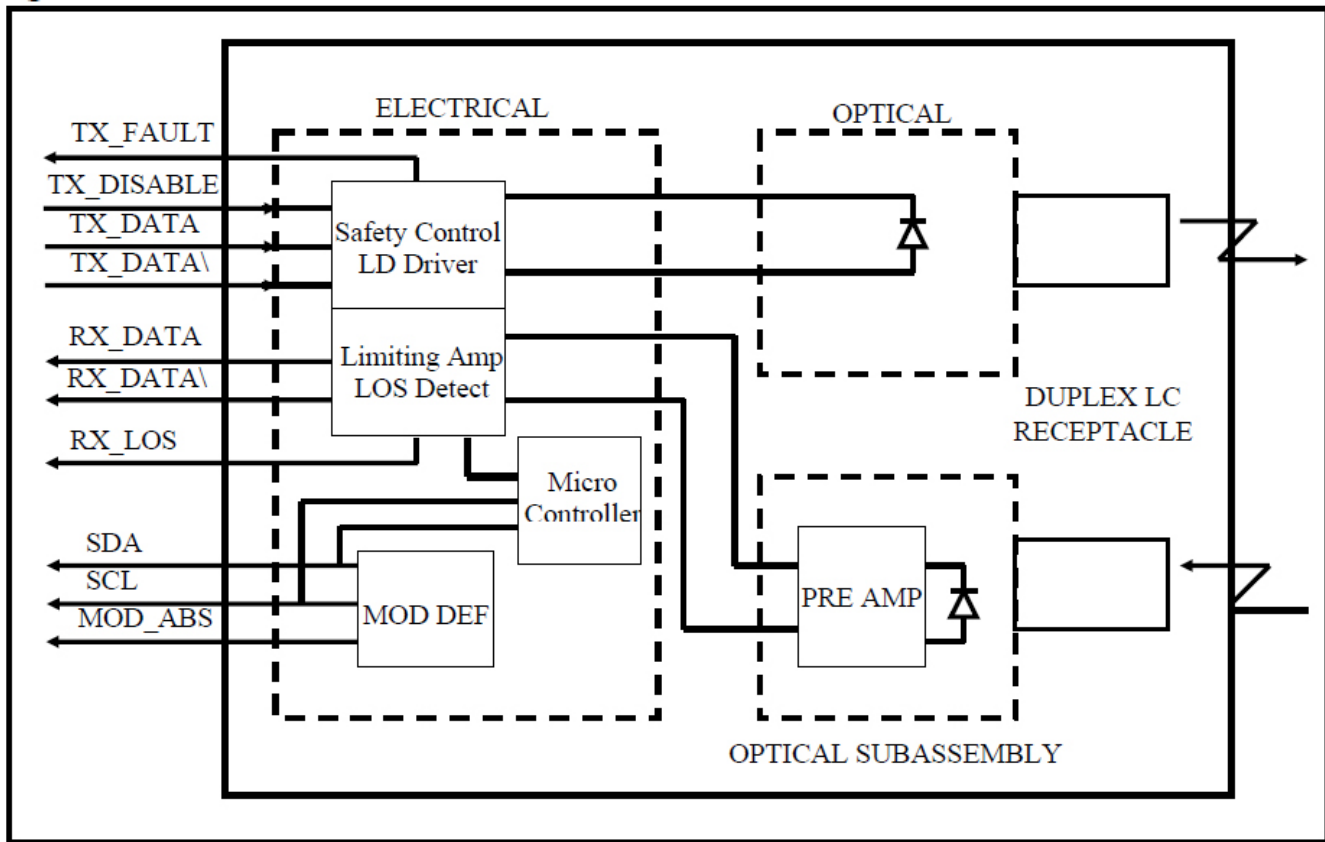 ELECTRICAL
OPTICAL
TX_FAULT
TX_DISABLE
TX_DATA
TX_DATA\
Safety Control
LD Driver
RX_DATA
RX_DATA\
RX_LOS
Limiting Amp
LOS Detect
DUPLEX LC
RECEPTACLE
Micro
Controller
SDA
SCL
MOD_ABS
MOD DEF
PRE AMP
OPTICAL SUBASSEMBLY